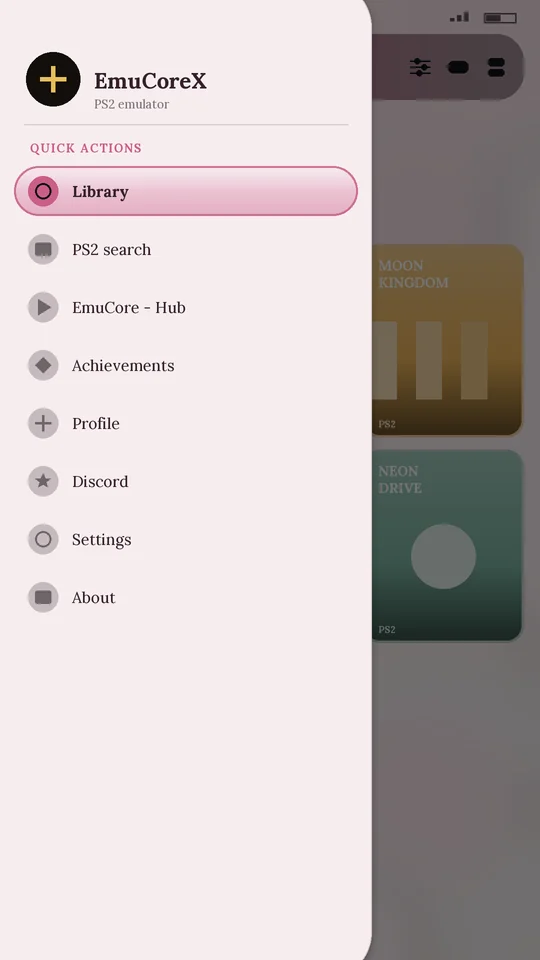 EmuCoreX
PS2 emulator
QUICK ACTIONS
Library
PS2 search
EmuCore - Hub
Achievements
Profile
Discord
Settings
About
MOON
KINGDOM
PS2
NEON
DRIVE
PS2